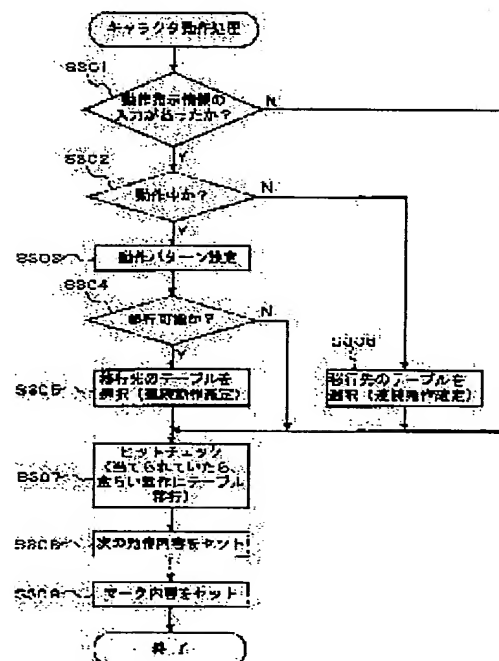 キャラクタ動作処理
SSC1
動作指示情報の
入力があったか？
N
Y
SSC2
動作中か？
N
Y
動作パターン設定
SSC4
移行可能か？
N
Y
移行先のテーブルを
選択（連続動作確定）
移行先のテーブルを
選択（連続動作確定）
ヒットチェック
（当てられていたら、
食らい動作にテーブル
移行）
次の動作内容をセット
マーク内容をセット
終了